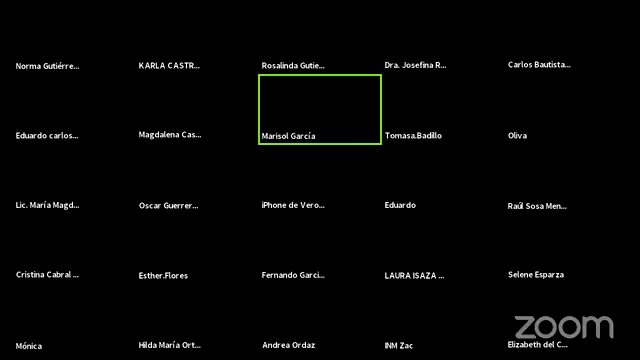 Norma Gutiérre...
KARLA CASTR...
Rosalinda Gutie...
Dra. Josefina R...
Carlos Bautista...
Eduardo carlos...
Magdalena Cas...
Marisol García
Tomasa.Badillo
Oliva
Lic. María Magd...
Oscar Guerrer...
iPhone de Vero...
Eduardo
Raúl Sosa Men...
Cristina Cabral ...
Esther.Flores
Fernando Garci...
LAURA ISAZA ...
Selene Esparza
zoom
Mónica
Hilda María Ort...
Andrea Ordaz
INM Zac
Elizabeth del C...